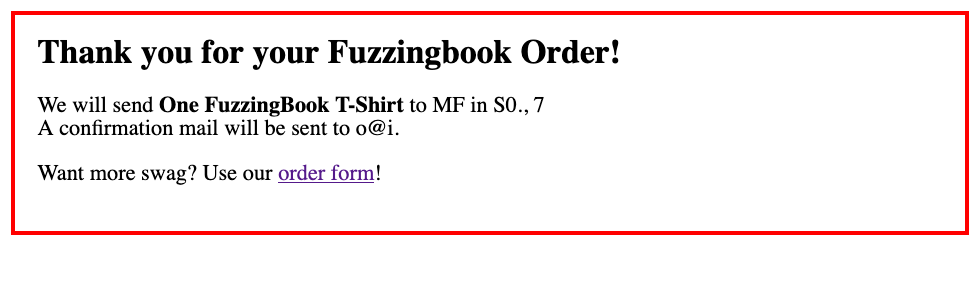 Thank you for your Fuzzingbook Order!
We will send One FuzzingBook T-Shirt to MF in S0., 7
A confirmation mail will be sent to o@i.
Want more swag? Use our order form!